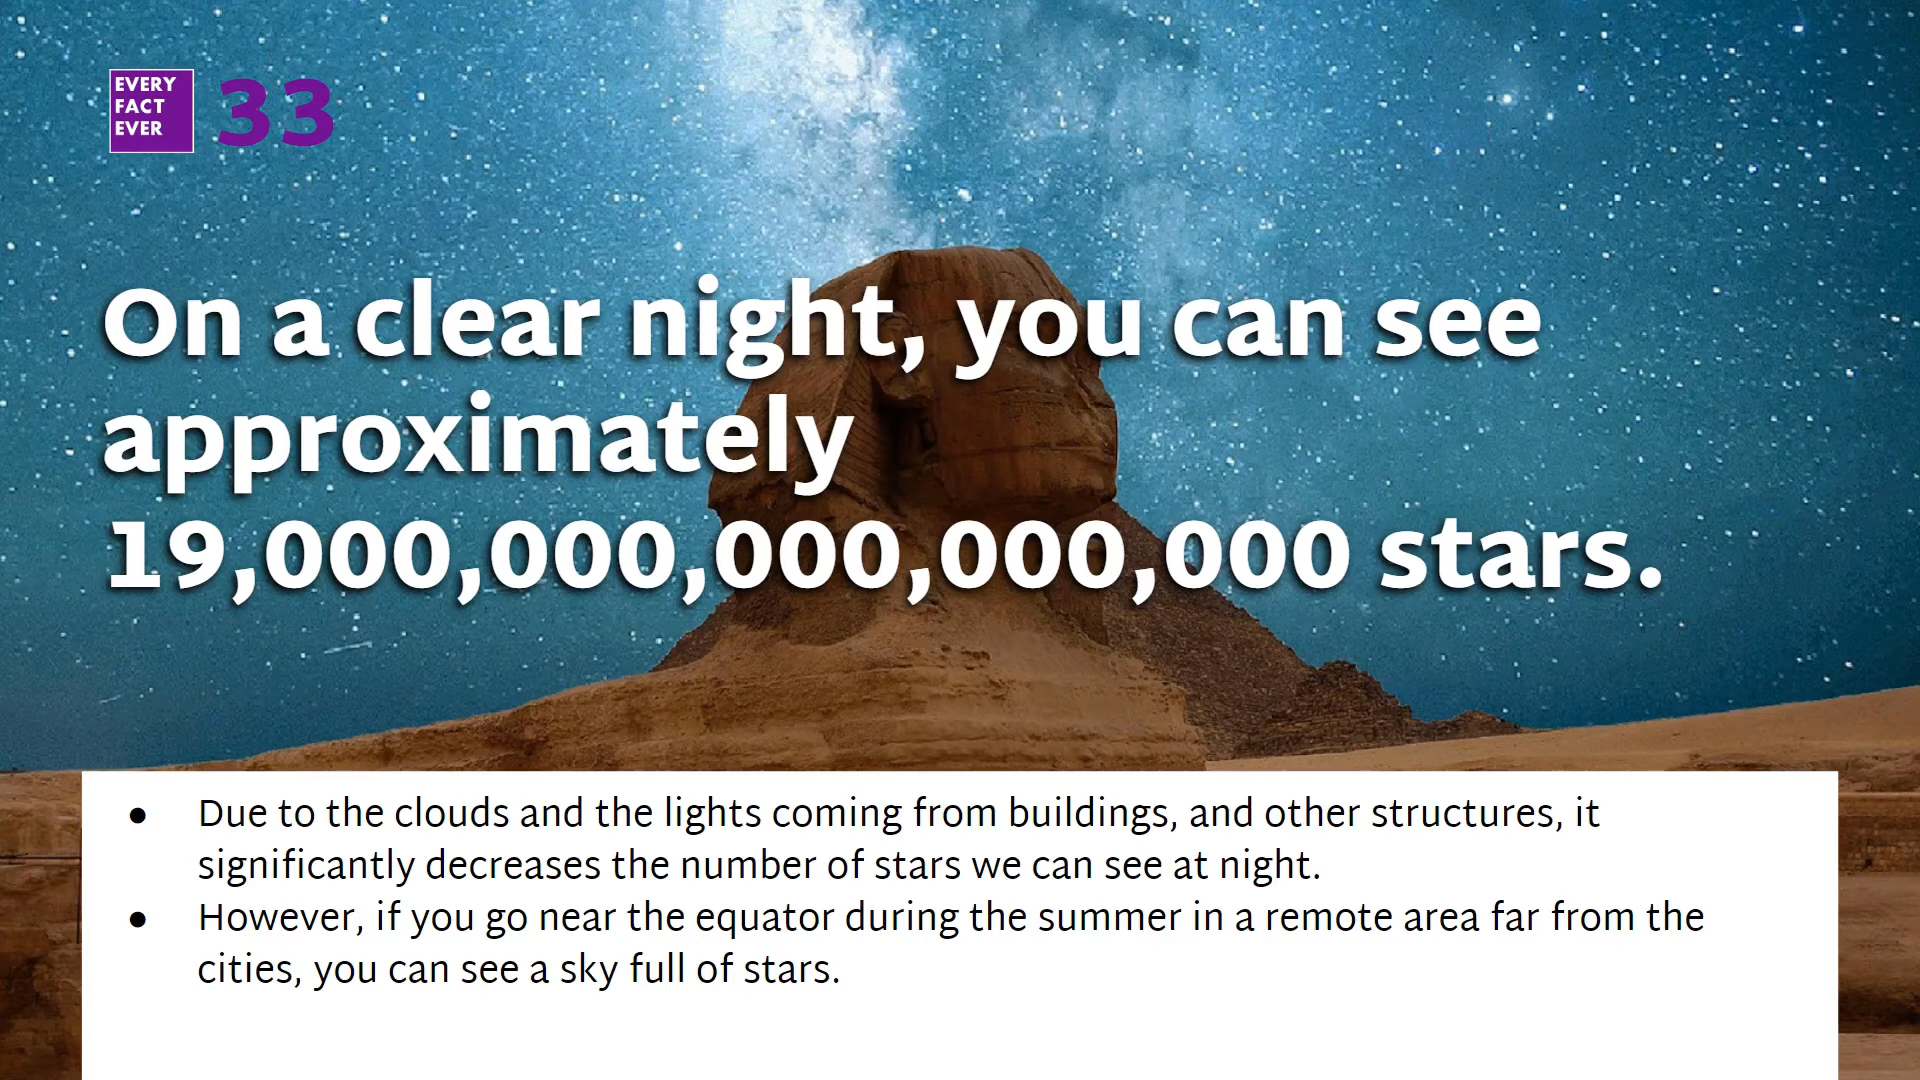 EVERY
FACT
EVER
33
On a clear night, you can see
approximately
19,000,000,000,000,000 stars.
● Due to the clouds and the lights coming from buildings, and other structures, it
significantly decreases the number of stars we can see at night.
● However, if you go near the equator during the summer in a remote area far from the
cities, you can see a sky full of stars.